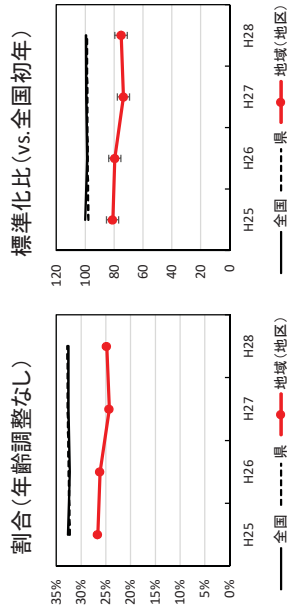 割合（年齢調整なし）
35%
30%
25%
20%
15%
10%
5%
0%
H25
H26
H27
H28
全国
県
地域（地区）
標準化比（vs.全国初年）
120
100
80
60
40
20
0
H25
H26
H27
H28
全国
県
地域（地区）